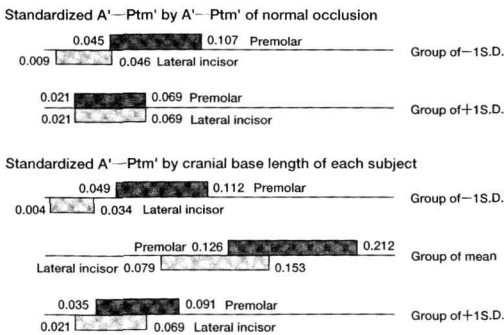 Standardized A'—Ptm' by A'—Ptm' of normal occlusion
0.045 0.107 Premolar
Group of−1S.D.
0.009 0.046 Lateral incisor
0.021 0.069 Premolar
Group of+1S.D.
0.021 0.069 Lateral incisor
Standardized A'—Ptm' by cranial base length of each subject
0.049 0.112 Premolar
Group of−1S.D.
0.004 0.034 Lateral incisor
Premolar 0.126 0.212
Group of mean
Lateral incisor 0.079 0.153
0.035 0.091 Premolar
Group of+1S.D.
0.021 0.069 Lateral incisor